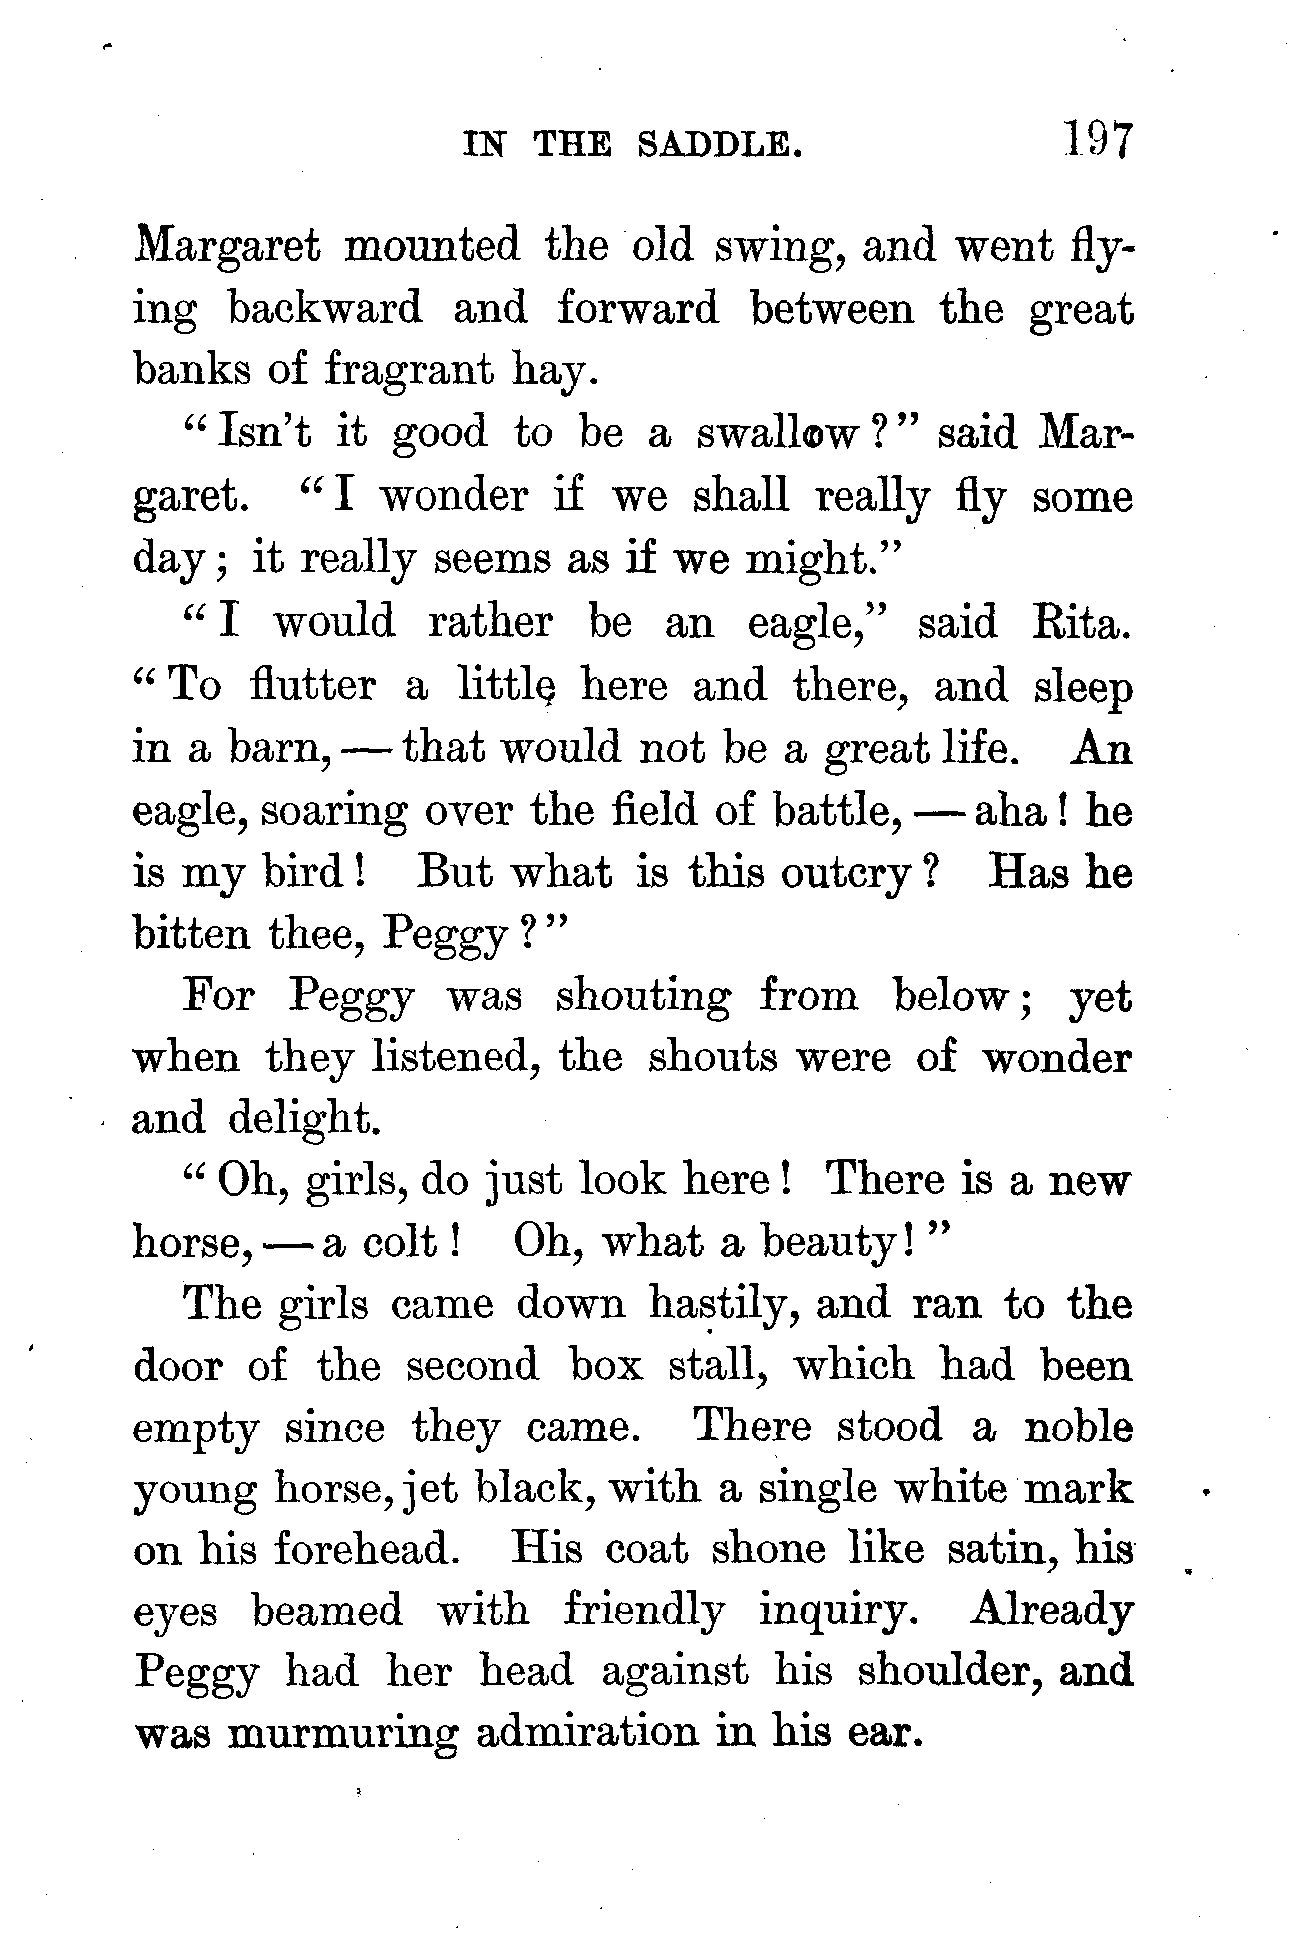 IN THE SADDLE. 197
Margaret mounted the old swing, and went fly-
ing backward and forward between the great
banks of fragrant hay.
“Isn’t it good to be a swallow?” said Mar-
garet. “I wonder if we shall really fly some
day; it really seems as if we might.”
“I would rather be an eagle,” said Rita.
“To flutter a little here and there, and sleep
in a barn,—that would not be a great life. An
eagle, soaring over the field of battle,—aha! he
is my bird! But what is this outcry? Has he
bitten thee, Peggy?”
For Peggy was shouting from below; yet
when they listened, the shouts were of wonder
and delight.
“Oh, girls, do just look here! There is a new
horse,—a colt! Oh, what a beauty!”
The girls came down hastily, and ran to the
door of the second box stall, which had been
empty since they came. There stood a noble
young horse, jet black, with a single white mark
on his forehead. His coat shone like satin, his
eyes beamed with friendly inquiry. Already
Peggy had her head against his shoulder, and
was murmuring admiration in his ear.